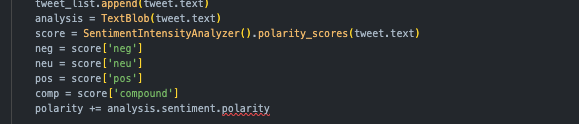 tweet_list.append(tweet.text)
analysis = TextBlob(tweet.text)
score = SentimentIntensityAnalyzer().polarity_scores(tweet.text)
neg = score['neg']
neu = score['neu']
pos = score['pos']
comp = score['compound']
polarity += analysis.sentiment.polarity